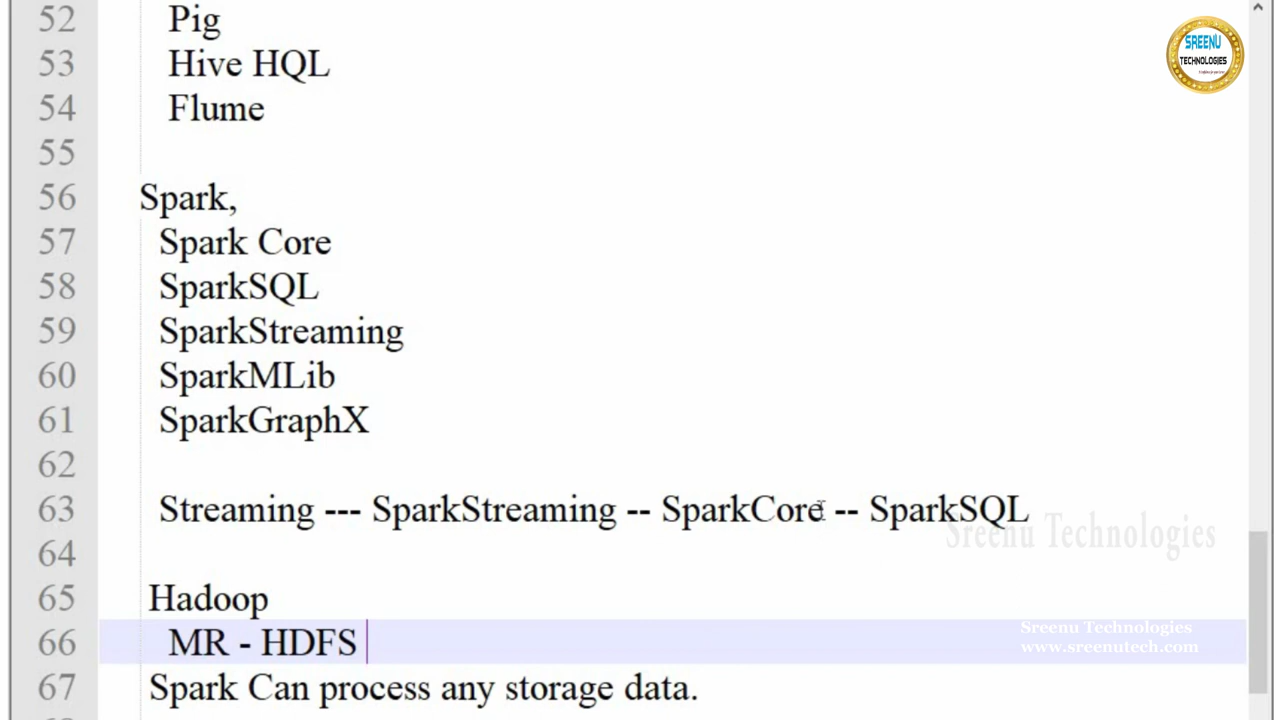 52 Pig
SREENU
TECHNOLOGIES
53 Hive HQL
54 Flume
55
56 Spark,
57 Spark Core
58 SparkSQL
59 SparkStreaming
60 SparkMLib
61 SparkGraphX
62
63 Streaming --- SparkStreaming -- SparkCore -- SparkSQL
Sreenu Technologies
64
65 Hadoop
66 MR - HDFS
Sreenu Technologies
www.sreenutech.com
67 Spark Can process any storage data.